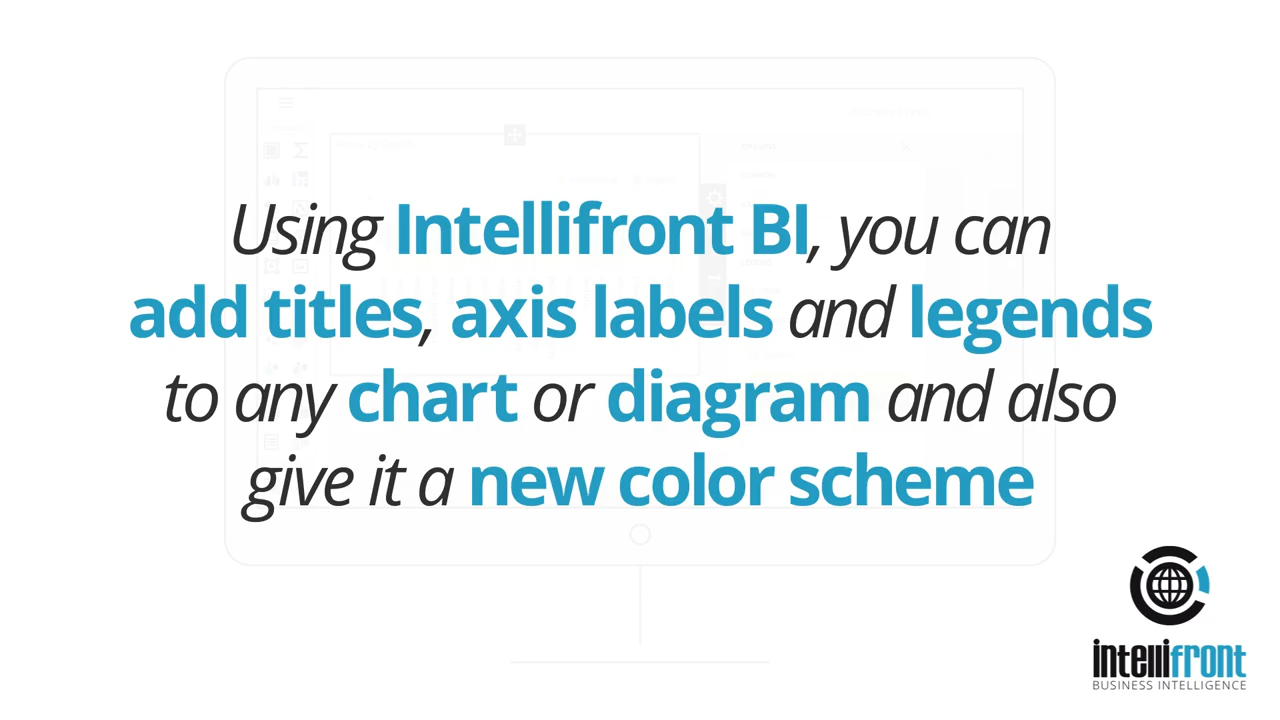 Using Intellifront BI, you can
add titles, axis labels and legends
to any chart or diagram and also
give it a new color scheme
intellifront
BUSINESS INTELLIGENCE